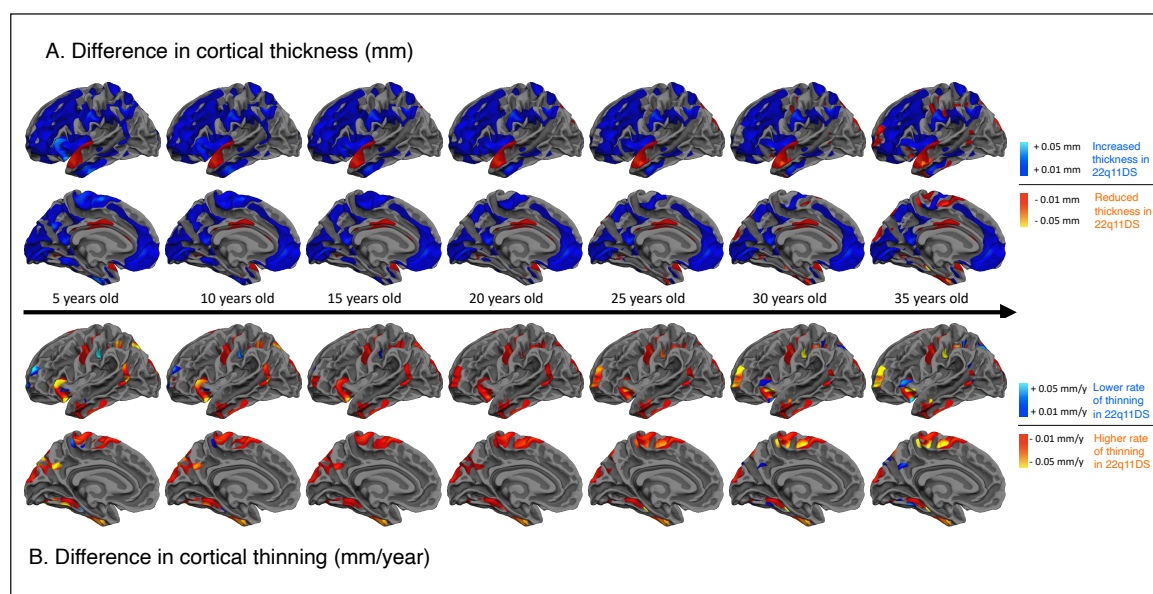 A. Difference in cortical thickness (mm)
+ 0.05 mm
+ 0.01 mm
Increased
thickness in
22q11DS
- 0.01 mm
- 0.05 mm
Reduced
thickness in
22q11DS
5 years old
10 years old
15 years old
20 years old
25 years old
30 years old
35 years old
+ 0.05 mm/y
+ 0.01 mm/y
Lower rate
of thinning
in 22q11DS
- 0.01 mm/y
- 0.05 mm/y
Higher rate
of thinning
in 22q11DS
B. Difference in cortical thinning (mm/year)